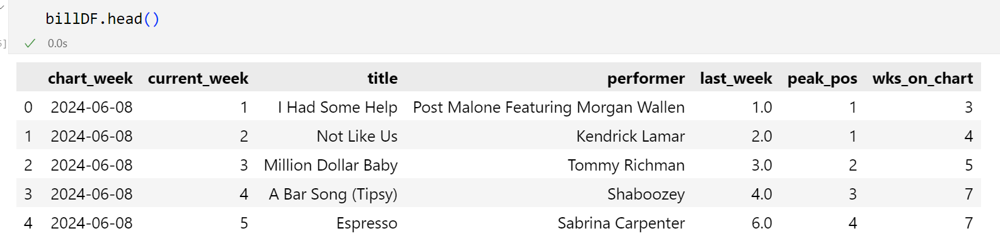 billDF.head()
5]
0.0s
chart_week current_week title performer last_week peak_pos wks_on_chart
0 2024-06-08 1 I Had Some Help Post Malone Featuring Morgan Wallen 1.0 1 3
1 2024-06-08 2 Not Like Us Kendrick Lamar 2.0 1 4
2 2024-06-08 3 Million Dollar Baby Tommy Richman 3.0 2 5
3 2024-06-08 4 A Bar Song (Tipsy) Shaboozey 4.0 3 7
4 2024-06-08 5 Espresso Sabrina Carpenter 6.0 4 7